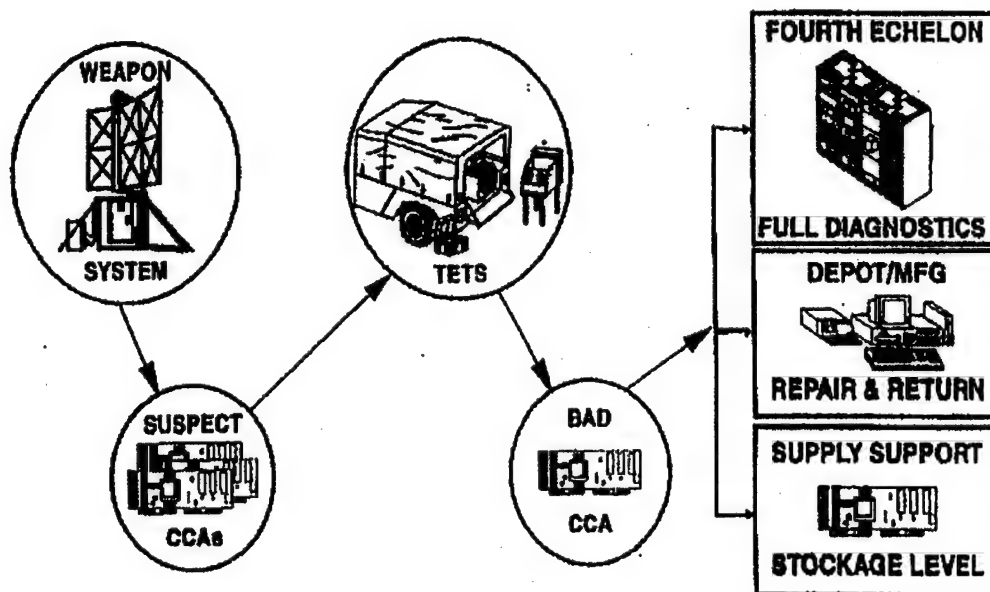 WEAPON
SYSTEM
SUSPECT
CCAs
TETS
BAD
CCA
FOURTH ECHELON
FULL DIAGNOSTICS
DEPOT/MFG
REPAIR & RETURN
SUPPLY SUPPORT
STOCKAGE LEVEL